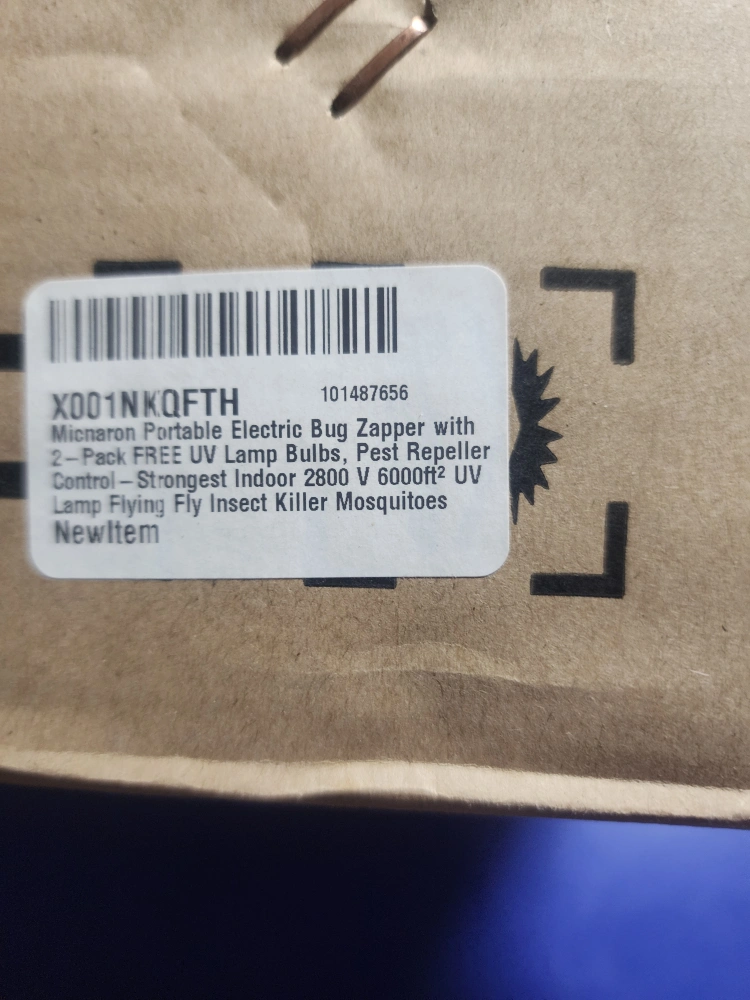 X001NKQFTH 101487656
Micnaron Portable Electric Bug Zapper with
2-Pack FREE UV Lamp Bulbs, Pest Repeller
Control - Strongest Indoor 2800 V 6000ft² UV
Lamp Flying Fly Insect Killer Mosquitoes
NewItem